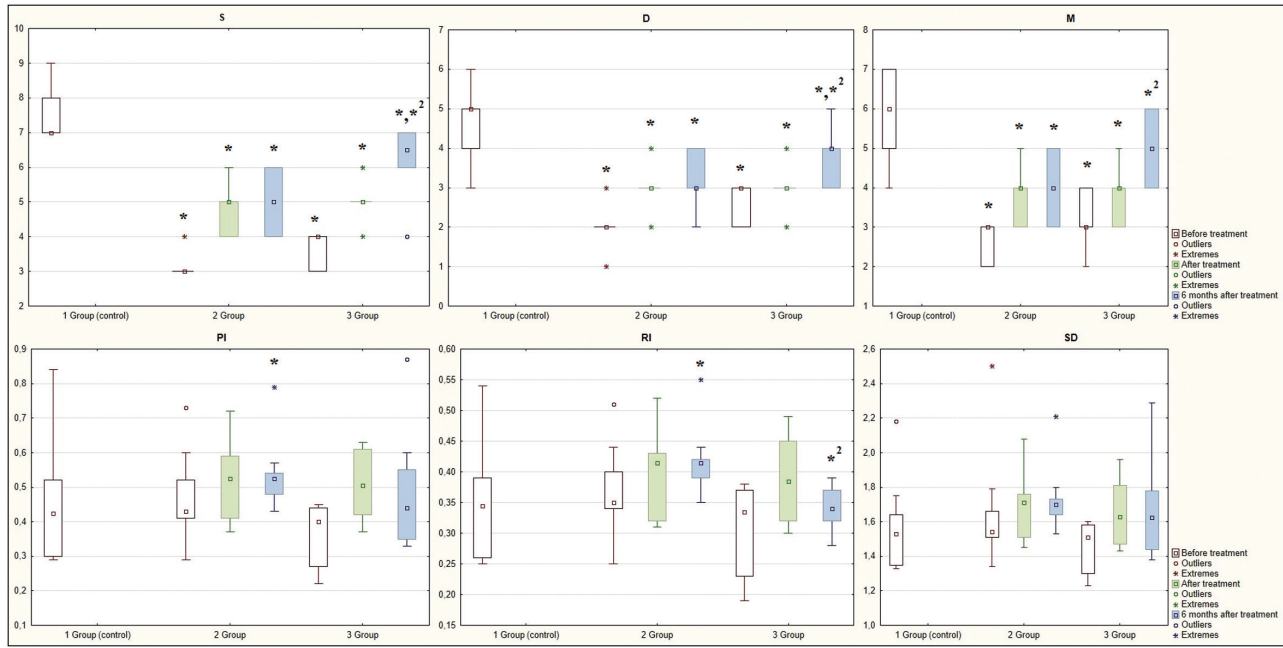 S
10
9
8
7
6
5
4
3
2
* * * * * *,*²
1 Group (control) 2 Group 3 Group
D
7
6
5
4
3
2
1
0
* * * * * *,*²
1 Group (control) 2 Group 3 Group
M
8
7
6
5
4
3
2
1
0
* * * * * *²
1 Group (control) 2 Group 3 Group
Before treatment
Outliers
Extremes
After treatment
Outliers
Extremes
6 months after treatment
Outliers
Extremes
PI
0,9
0,8
0,7
0,6
0,5
0,4
0,3
0,2
0,1
*
1 Group (control) 2 Group 3 Group
RI
0,60
0,55
0,50
0,45
0,40
0,35
0,30
0,25
0,20
0,15
* *²
1 Group (control) 2 Group 3 Group
SD
2,6
2,4
2,2
2,0
1,8
1,6
1,4
1,2
1,0
1 Group (control) 2 Group 3 Group
Before treatment
Outliers
Extremes
After treatment
Outliers
Extremes
6 months after treatment
Outliers
Extremes